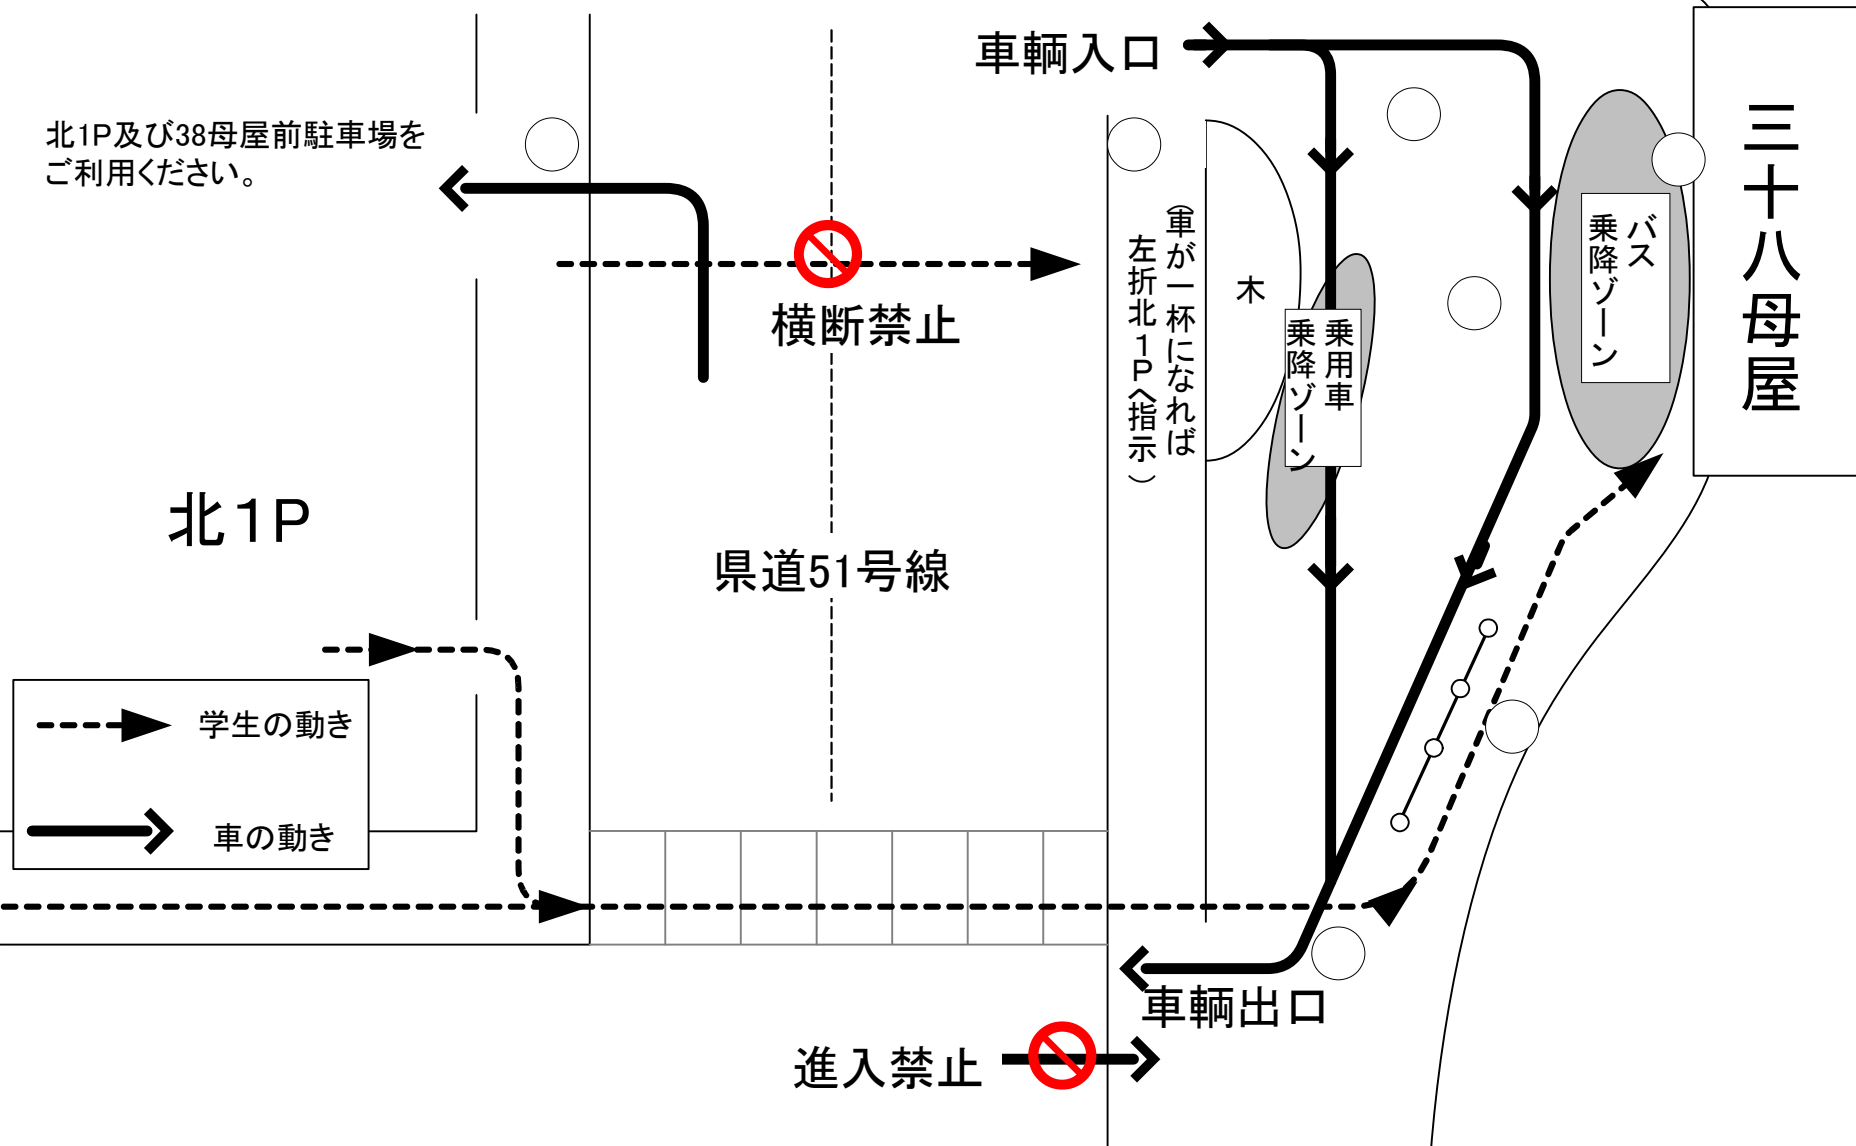 車輌入口
北1P及び38母屋前駐車場を
ご利用ください。
三十八母屋
バス
乗降ゾーン
（車が一杯になれば
左折北１Ｐへ指示）
木
乗用車
乗降ゾーン
横断禁止
北１P
県道51号線
学生の動き
車の動き
車輌出口
進入禁止